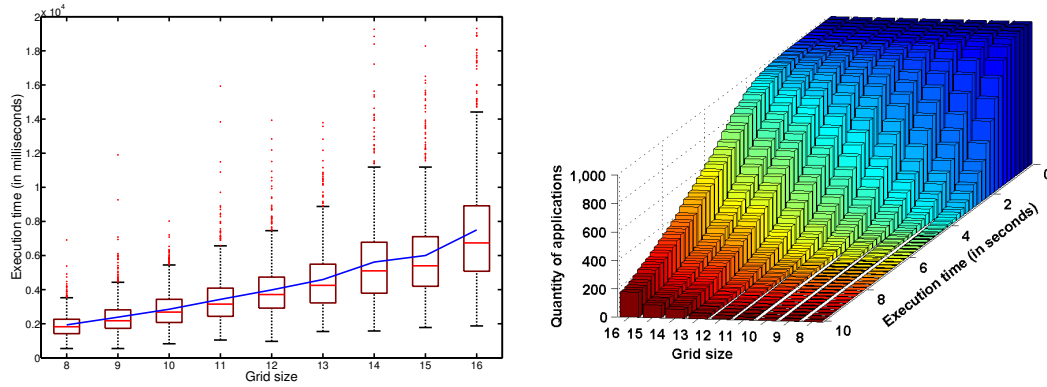 2 x 10^4
1.8
1.6
1.4
1.2
1
0.8
0.6
0.4
0.2
0
Execution time (in milliseconds)
8 9 10 11 12 13 14 15 16
Grid size
1,000
800
600
400
200
0
Quantity of applications
16 15 14 13 12 11 10 9 8
Grid size
10 8 6 4 2 0
Execution time (in seconds)